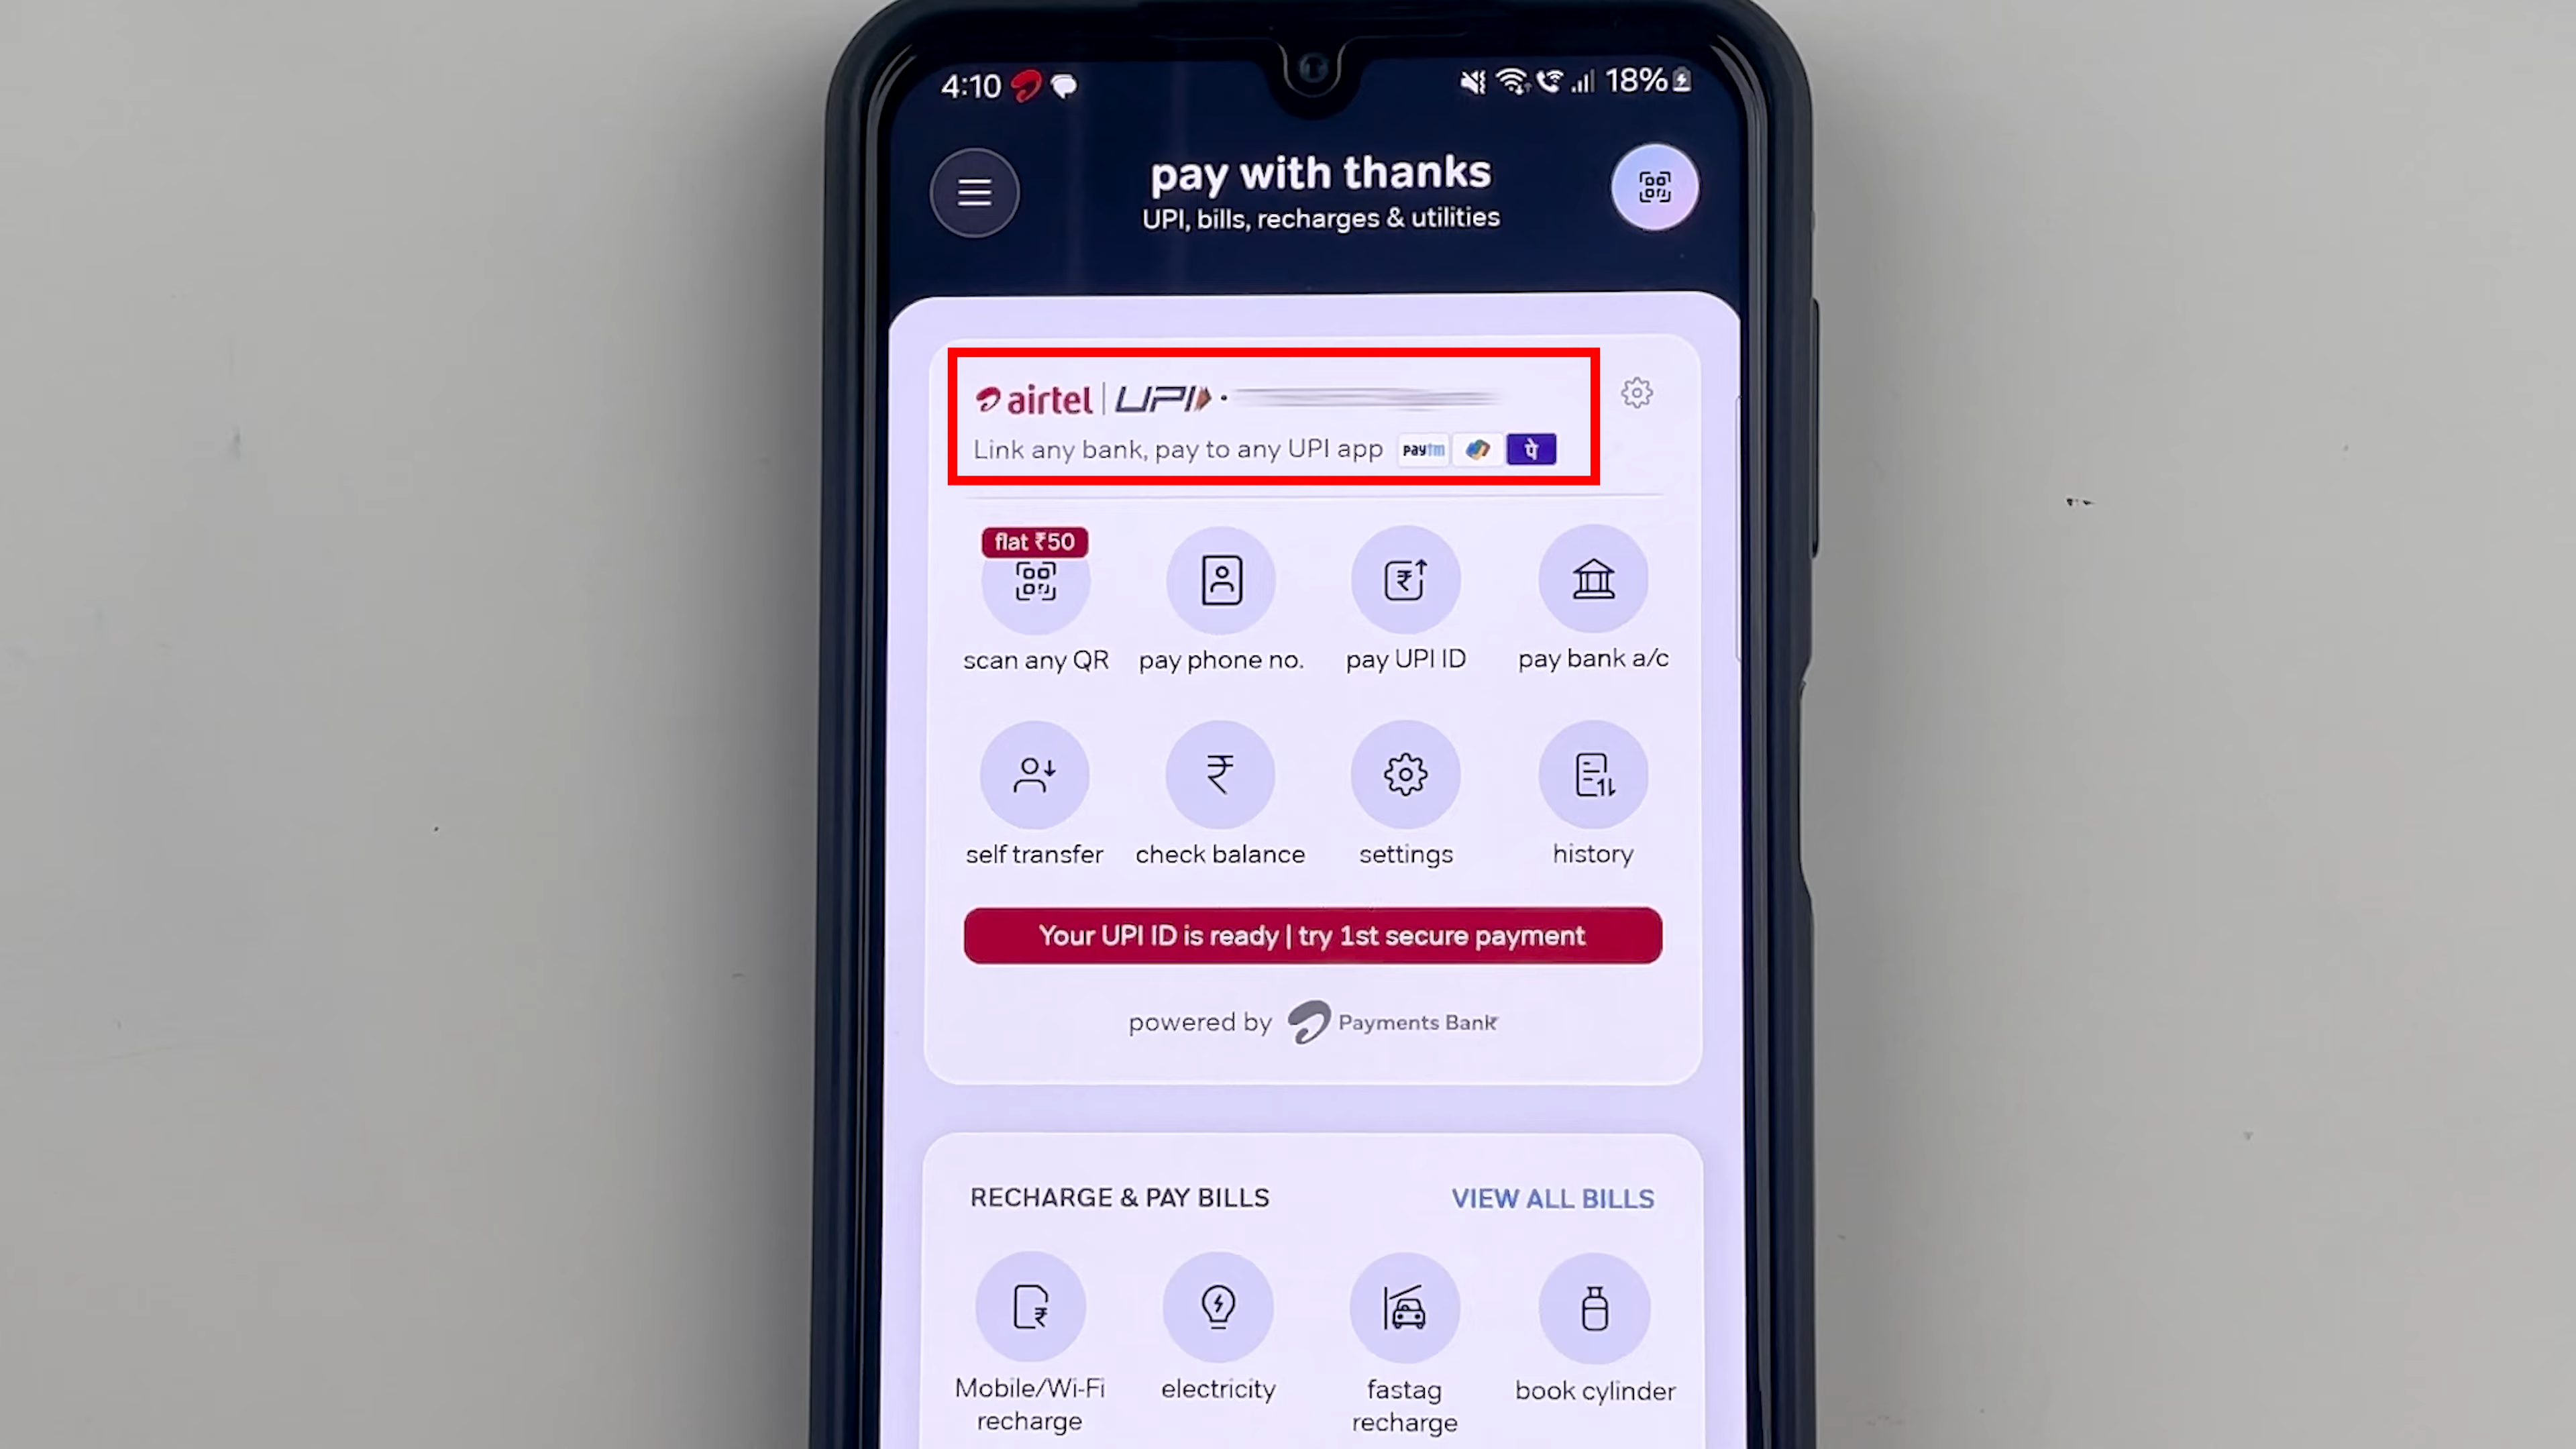 4:10 18%
pay with thanks
UPI, bills, recharges & utilities
airtel | UPI
Link any bank, pay to any UPI app paytm पे
flat ₹50
scan any QR pay phone no. pay UPI ID pay bank a/c
self transfer check balance settings history
Your UPI ID is ready | try 1st secure payment
powered by Payments Bank
RECHARGE & PAY BILLS VIEW ALL BILLS
Mobile/Wi-Fi recharge electricity fastag recharge book cylinder